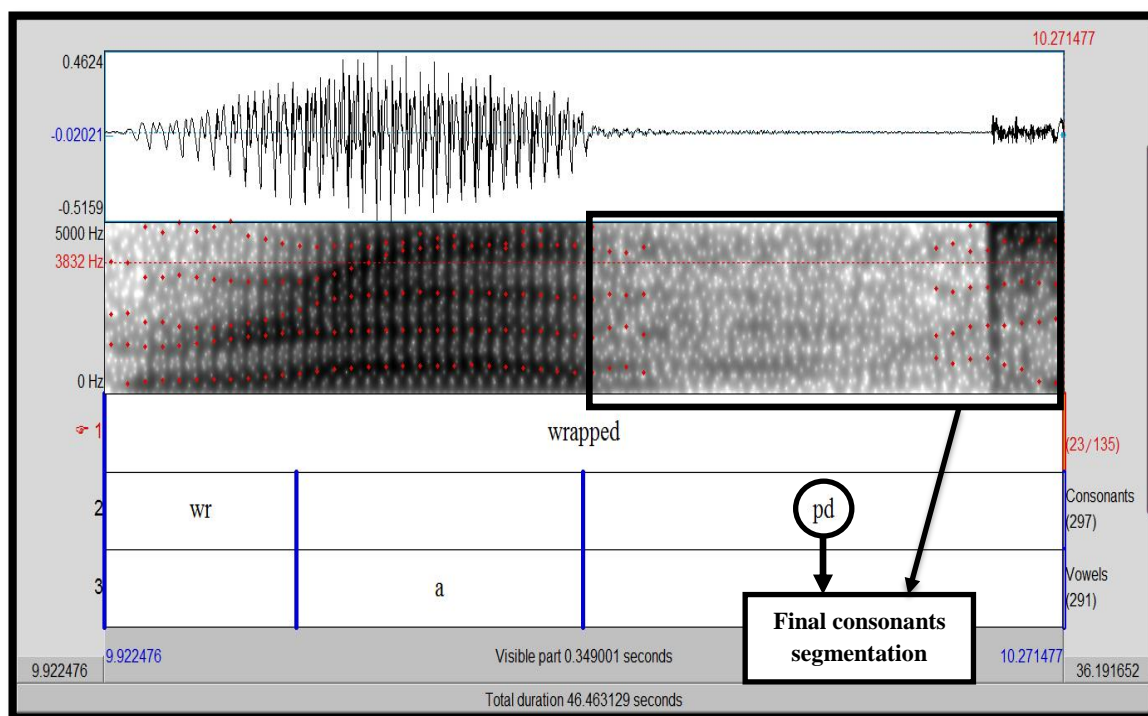 10.271477
0.4624
-0.02021
-0.5159
5000 Hz
3832 Hz
0 Hz
1
wrapped
(23/135)
2
wr
pd
Consonants
(297)
3
a
Vowels
(291)
Final consonants
segmentation
9.922476
9.922476
Visible part 0.349001 seconds
10.271477
36.191652
Total duration 46.463129 seconds